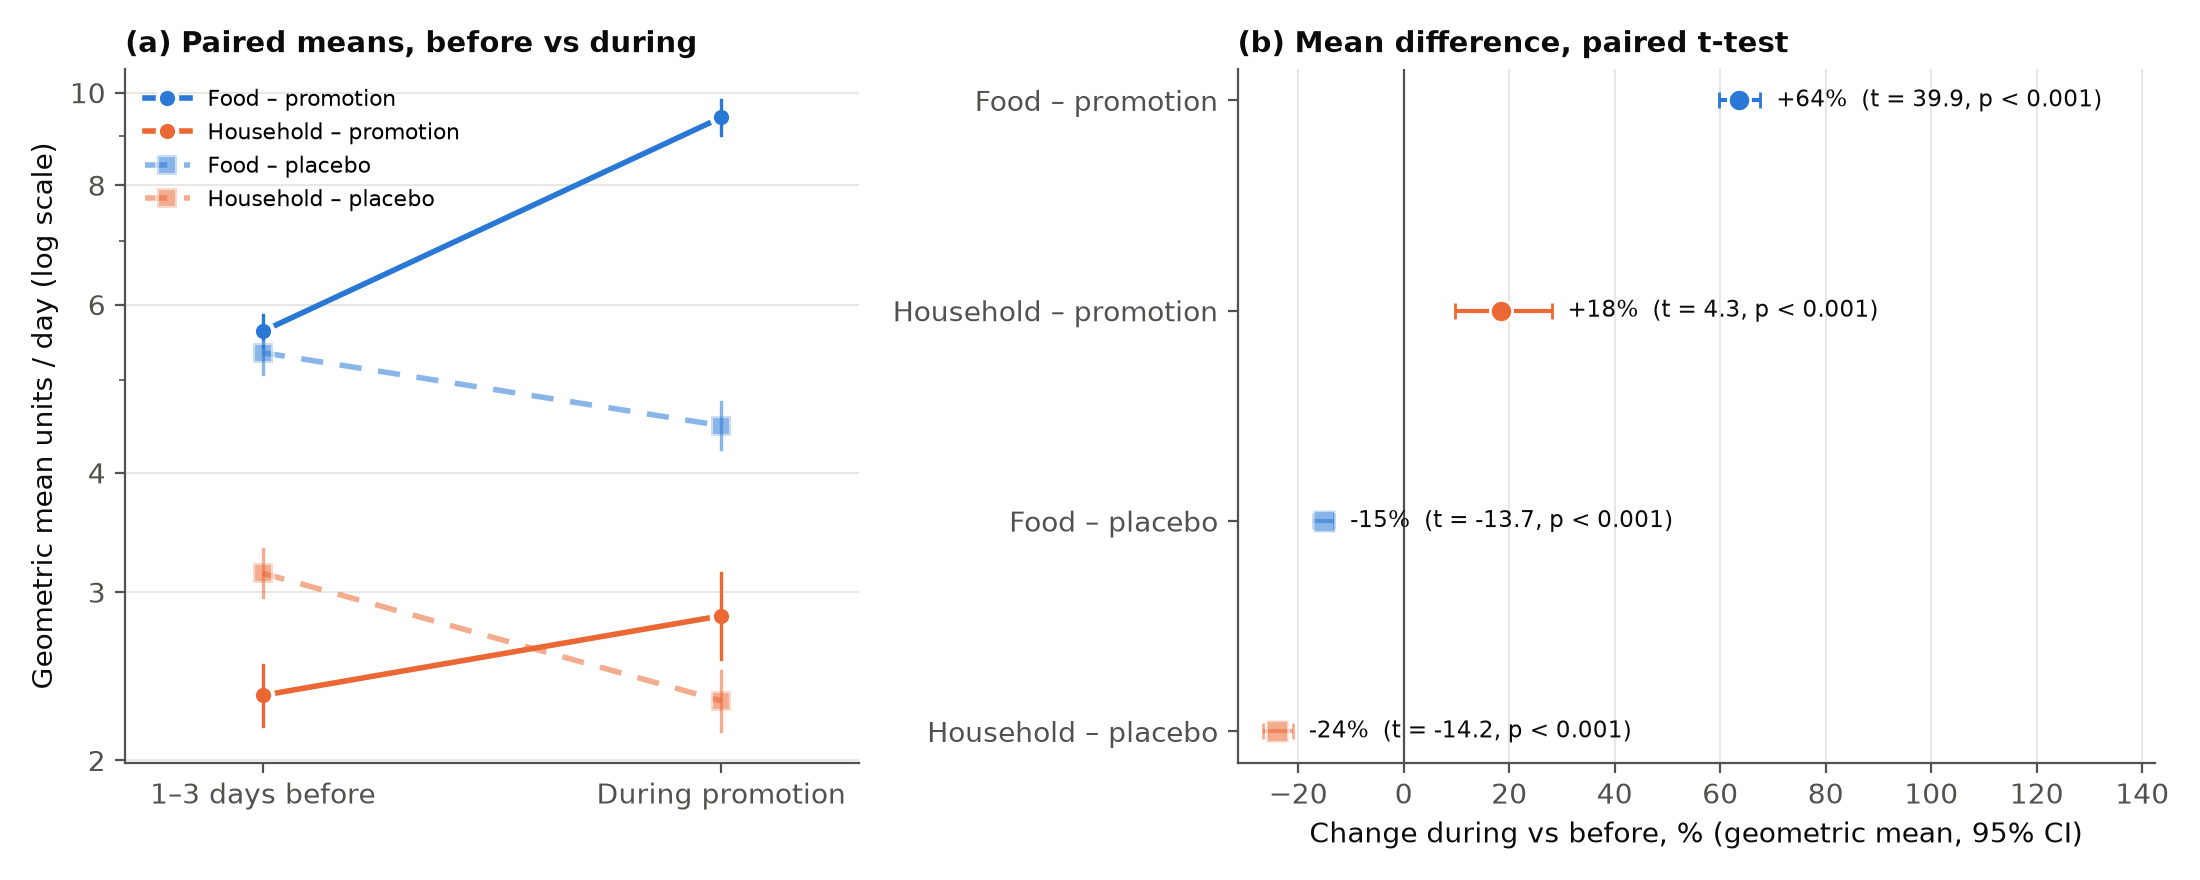 (a) Paired means, before vs during
Geometric mean units / day (log scale)
10
8
6
4
3
2
Food – promotion
Household – promotion
Food – placebo
Household – placebo
1–3 days before
During promotion
(b) Mean difference, paired t-test
Food – promotion
+64% (t = 39.9, p < 0.001)
Household – promotion
+18% (t = 4.3, p < 0.001)
Food – placebo
-15% (t = -13.7, p < 0.001)
Household – placebo
-24% (t = -14.2, p < 0.001)
−20 0 20 40 60 80 100 120 140
Change during vs before, % (geometric mean, 95% CI)